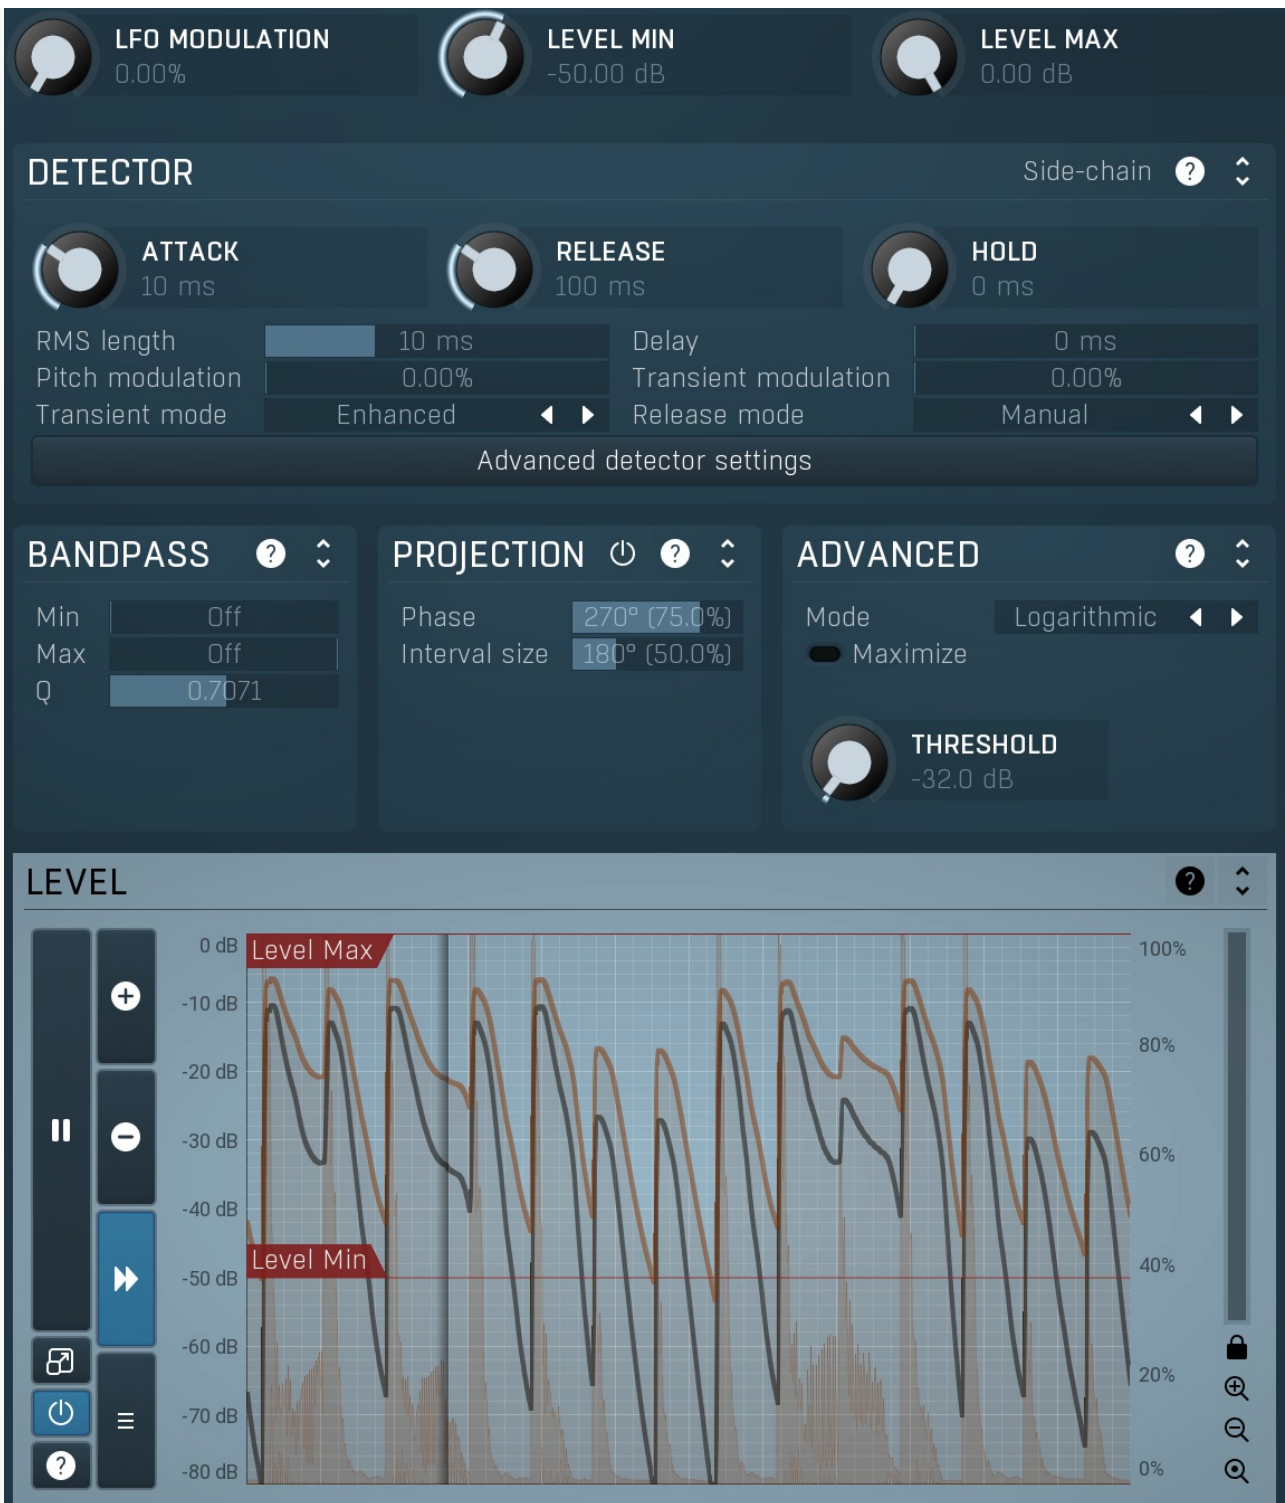 LFO MODULATION LEVEL MIN LEVEL MAX
0.00% -50.00 dB 0.00 dB
DETECTOR Side-chain ?
ATTACK RELEASE HOLD
10 ms 100 ms 0 ms
RMS length 10 ms Delay 0 ms
Pitch modulation 0.00% Transient modulation 0.00%
Transient mode Enhanced Release mode Manual
Advanced detector settings
BANDPASS ? PROJECTION ? ADVANCED ?
Min Off Phase 270° (75.0%) Mode Logarithmic
Max Off Interval size 180° (50.0%) Maximize
Q 0.7071
THRESHOLD
-32.0 dB
LEVEL ?
0 dB Level Max 100%
-10 dB
-20 dB 80%
-30 dB 60%
-40 dB
Level Min
-50 dB 40%
-60 dB
20%
-70 dB
-80 dB 0%
?